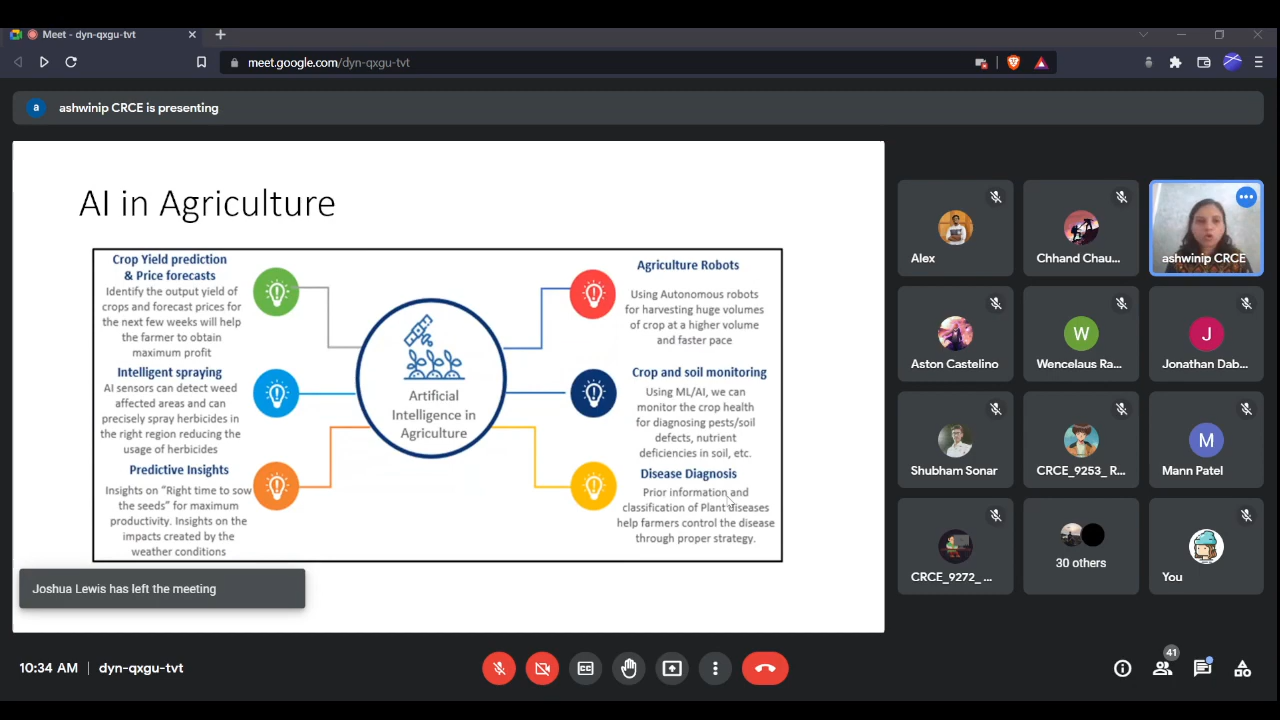 Meet - dyn-qxgu-tvt
meet.google.com/dyn-qxgu-tvt
a
ashwinip CRCE is presenting
AI in Agriculture
Crop Yield prediction
& Price forecasts
Identify the output yield of
crops and forecast prices for
the next few weeks will help
the farmer to obtain
maximum profit
Intelligent spraying
AI sensors can detect weed
affected areas and can
precisely spray herbicides in
the right region reducing the
usage of herbicides
Predictive Insights
Insights on “Right time to sow
the seeds” for maximum
productivity. Insights on the
impacts created by the
weather conditions
Artificial
Intelligence in
Agriculture
Agriculture Robots
Using Autonomous robots
for harvesting huge volumes
of crop at a higher volume
and faster pace
Crop and soil monitoring
Using ML/AI, we can
monitor the crop health
for diagnosing pests/soil
defects, nutrient
deficiencies in soil, etc.
Disease Diagnosis
Prior information and
classification of Plant diseases
help farmers control the disease
through proper strategy.
Joshua Lewis has left the meeting
Alex
Chhand Chau...
ashwinip CRCE
Aston Castelino
W
Wencelaus Ra...
J
Jonathan Dab...
Shubham Sonar
CRCE_9253_R...
M
Mann Patel
CRCE_9272_ ...
30 others
You
10:34 AM | dyn-qxgu-tvt
41